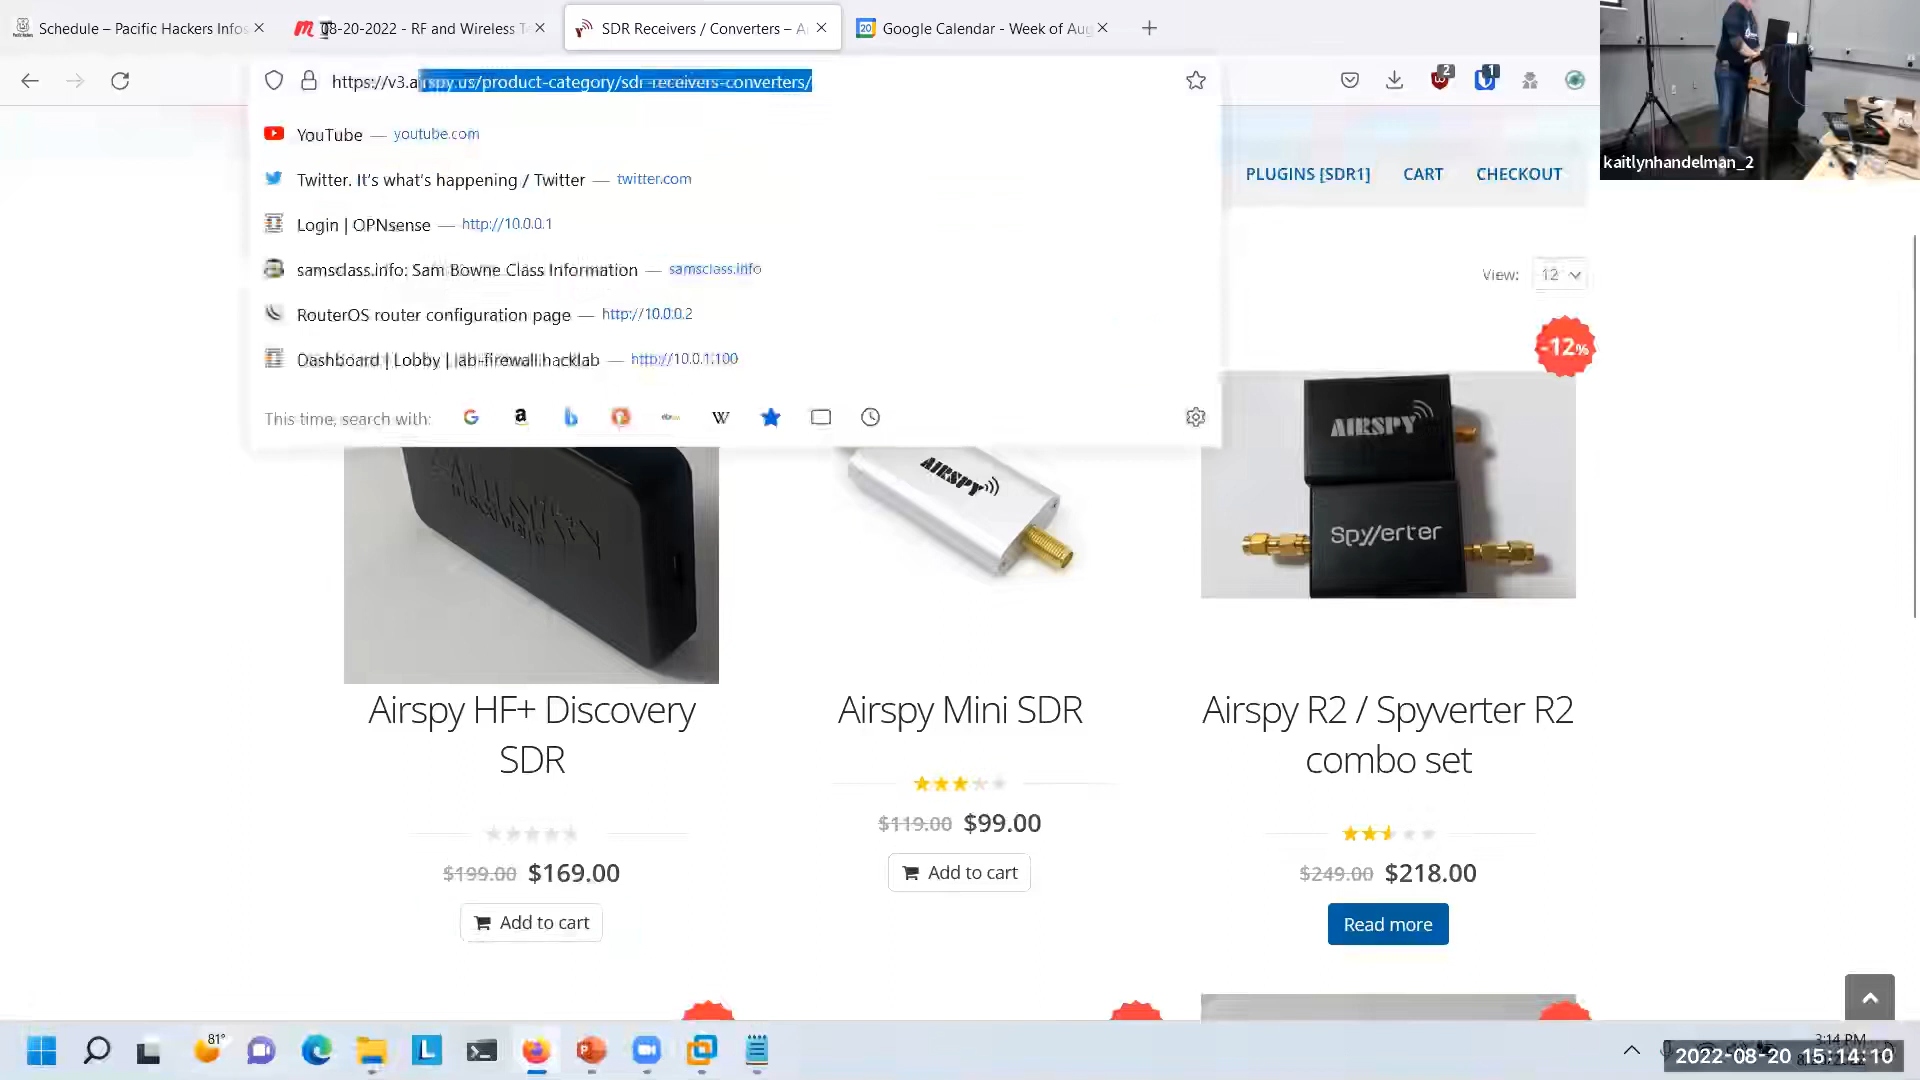 Schedule – Pacific Hackers Infos
08-20-2022 - RF and Wireless T
SDR Receivers / Converters – A
Google Calendar - Week of Aug
https://v3.airspy.us/product-category/sdr-receivers-converters/
2
1
YouTube — youtube.com
Twitter. It's what's happening / Twitter — twitter.com
Login | OPNsense — http://10.0.0.1
samsclass.info: Sam Bowne Class Information — samsclass.info
RouterOS router configuration page — http://10.0.0.2
Dashboard | Lobby | lab-firewall.hacklab — http://10.0.1.100
This time, search with:
kaitlynhandelman_2
PLUGINS [SDR1] CART CHECKOUT
View: 12
-12%
AIRSPY
AIRSPY
Spyverter
Airspy HF+ Discovery
SDR
$199.00 $169.00
Add to cart
Airspy Mini SDR
$119.00 $99.00
Add to cart
Airspy R2 / Spyverter R2
combo set
$249.00 $218.00
Read more
81°
3:14 PM
2022-08-20 15:14:10